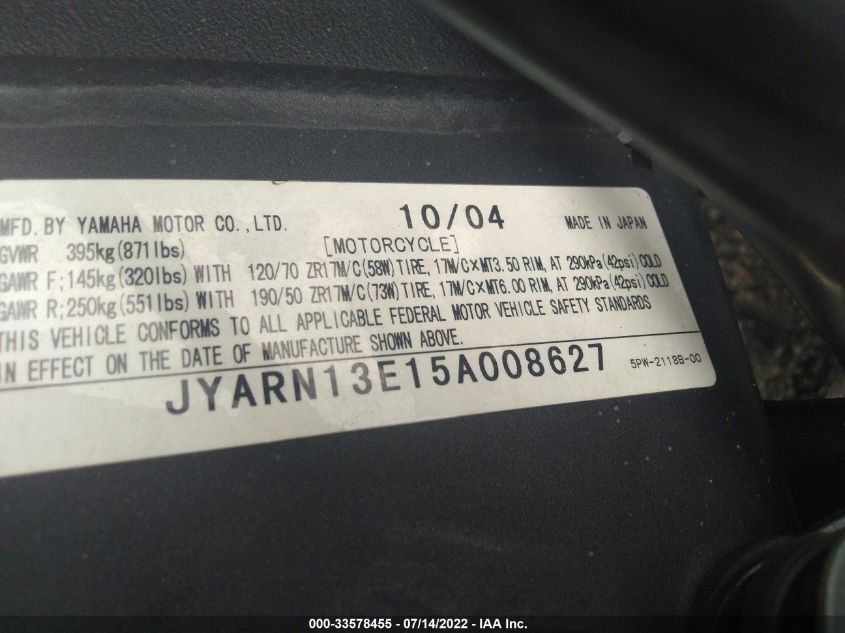 MFD. BY YAMAHA MOTOR CO.,LTD. 10/04 MADE IN JAPAN
GVWR 395kg(871lbs) [MOTORCYCLE]
GAWR F;145kg(320lbs)WITH 120/70 ZR17M/C(58W)TIRE, 17M/C×MT3.50 RIM, AT 290kPa(42psi)COLD
GAWR R;250kg(551lbs)WITH 190/50 ZR17M/C(73W)TIRE, 17M/C×MT6.00 RIM, AT 290kPa(42psi)COLD
THIS VEHICLE CONFORMS TO ALL APPLICABLE FEDERAL MOTOR VEHICLE SAFETY STANDARDS
IN EFFECT ON THE DATE OF MANUFACTURE SHOWN ABOVE.
JYARN13E15A008627 5PW-2118B-00
000-33578455 - 07/14/2022 - IAA Inc.